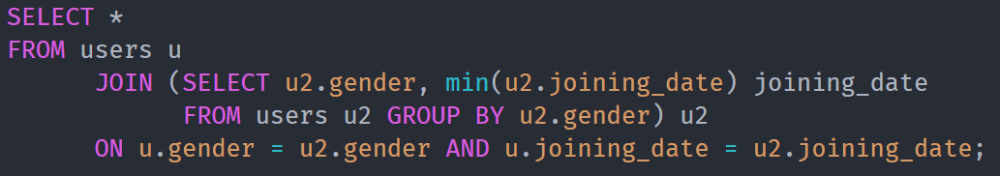 SELECT *
FROM users u
JOIN (SELECT u2.gender, min(u2.joining_date) joining_date
FROM users u2 GROUP BY u2.gender) u2
ON u.gender = u2.gender AND u.joining_date = u2.joining_date;